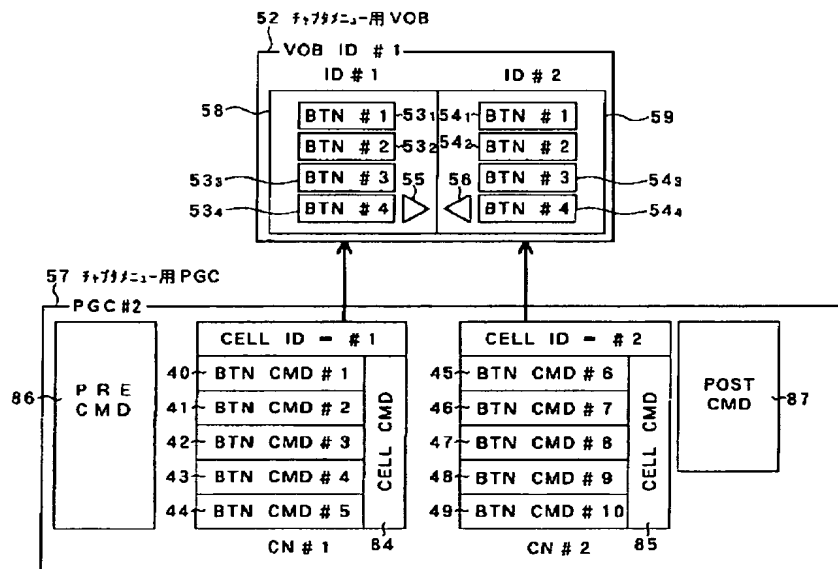 52 チャプタメニュー用 VOB
VOB ID # 1
ID # 1 ID # 2
58 59
BTN # 1 53₁ 54₁ BTN # 1
BTN # 2 53₂ 54₂ BTN # 2
53₃ BTN # 3 55 56 BTN # 3 54₃
53₄ BTN # 4 BTN # 4 54₄
57 チャプタメニュー用 PGC
PGC #2
CELL ID = # 1 CELL ID = # 2
86 PRE CMD
40 BTN CMD # 1
41 BTN CMD # 2
42 BTN CMD # 3
43 BTN CMD # 4
44 BTN CMD # 5
CELL CMD
CN # 1 84
45 BTN CMD # 6
46 BTN CMD # 7
47 BTN CMD # 8
48 BTN CMD # 9
49 BTN CMD # 10
CELL CMD
CN # 2 85
POST CMD 87